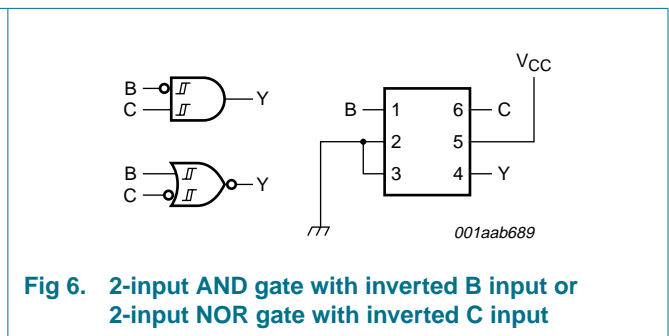 B
C
Y
B
C
Y
VCC
B
1
6
C
2
5
3
4
Y
001aab689
Fig 6. 2-input AND gate with inverted B input or
2-input NOR gate with inverted C input